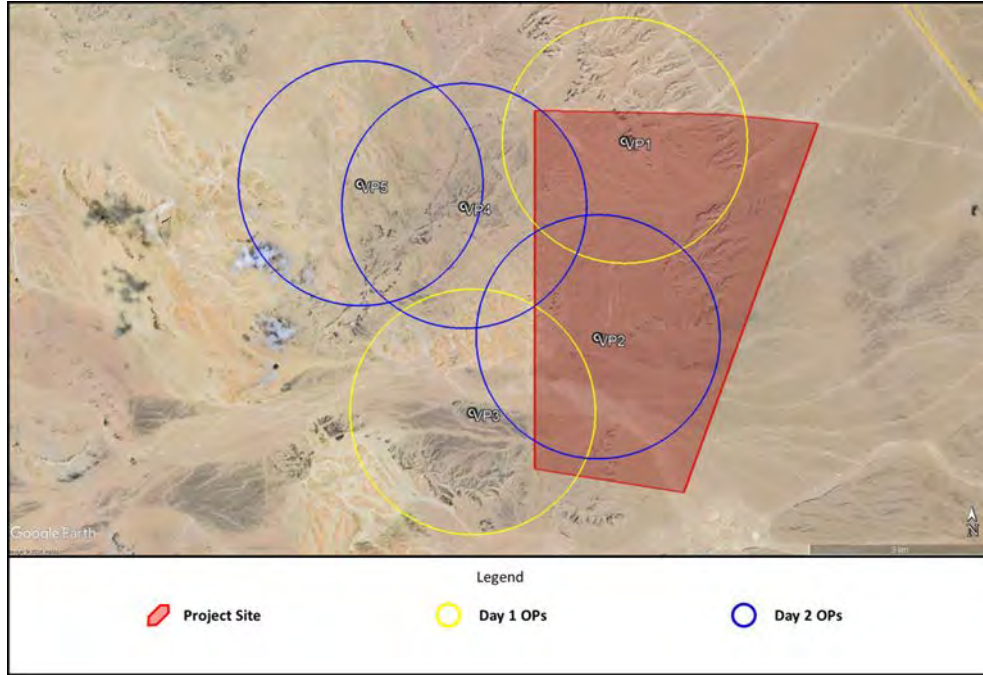 VP1
VP5
VP4
VP2
VP3
Google Earth
N
Legend
Project Site
Day 1 OPs
Day 2 OPs